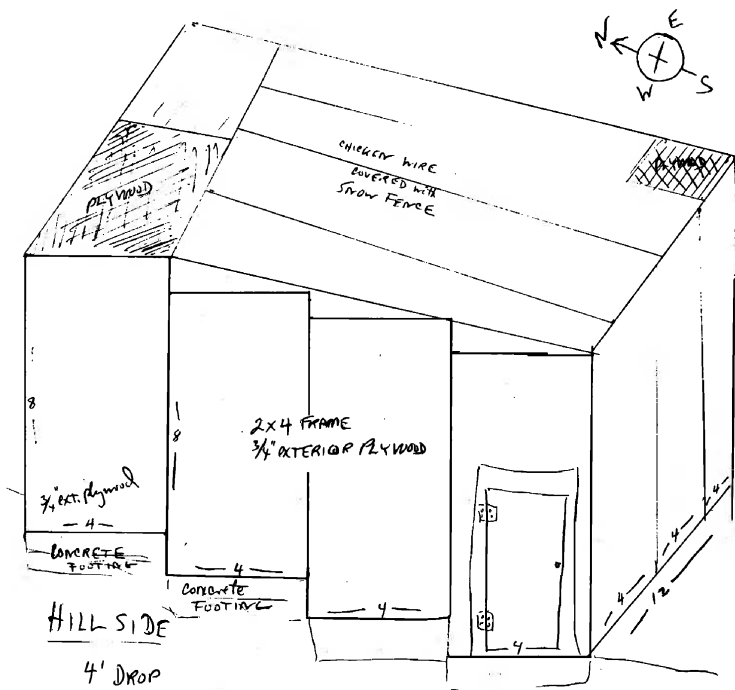 E
N
W
S
PLYWOOD
CHICKEN WIRE
COVERED WITH
SNOW FENCE
PLYWOOD
8
8
2x4 FRAME
3/4" EXTERIOR PLYWOOD
3/4" ext. plywood
4
CONCRETE
FOOTING
4
CONCRETE
FOOTING
4
4
4
4
4
12
HILL SIDE
4' DROP